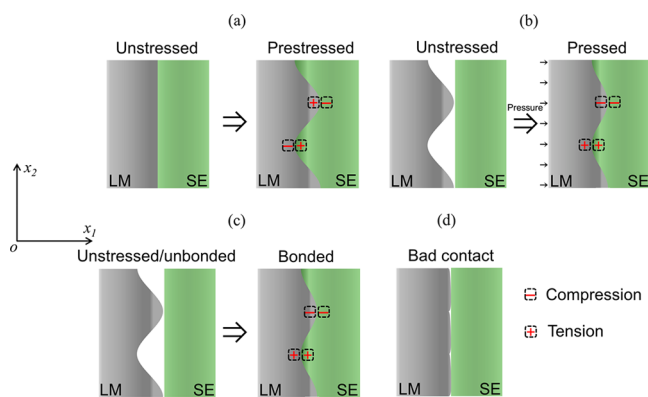 (a)
(b)
Unstressed
Prestressed
Unstressed
Pressed
Pressure
LM
SE
LM
SE
LM
SE
LM
SE
x2
o
x1
(c)
(d)
Unstressed/unbonded
Bonded
Bad contact
Compression
Tension
LM
SE
LM
SE
LM
SE